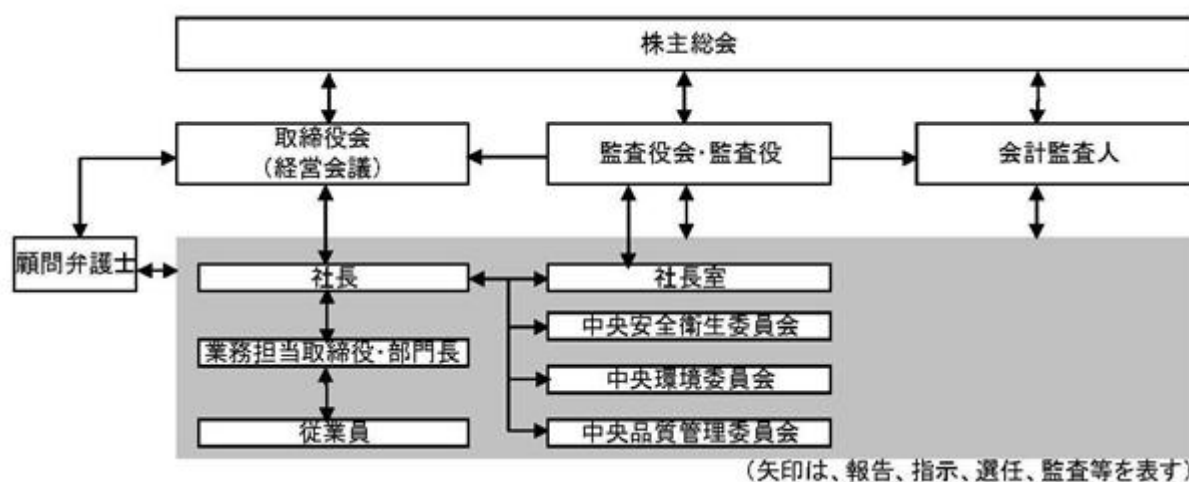 株主総会
取締役会
（経営会議）
監査役会・監査役
会計監査人
顧問弁護士
社長
社長室
中央安全衛生委員会
業務担当取締役・部門長
中央環境委員会
従業員
中央品質管理委員会
（矢印は、報告、指示、選任、監査等を表す）